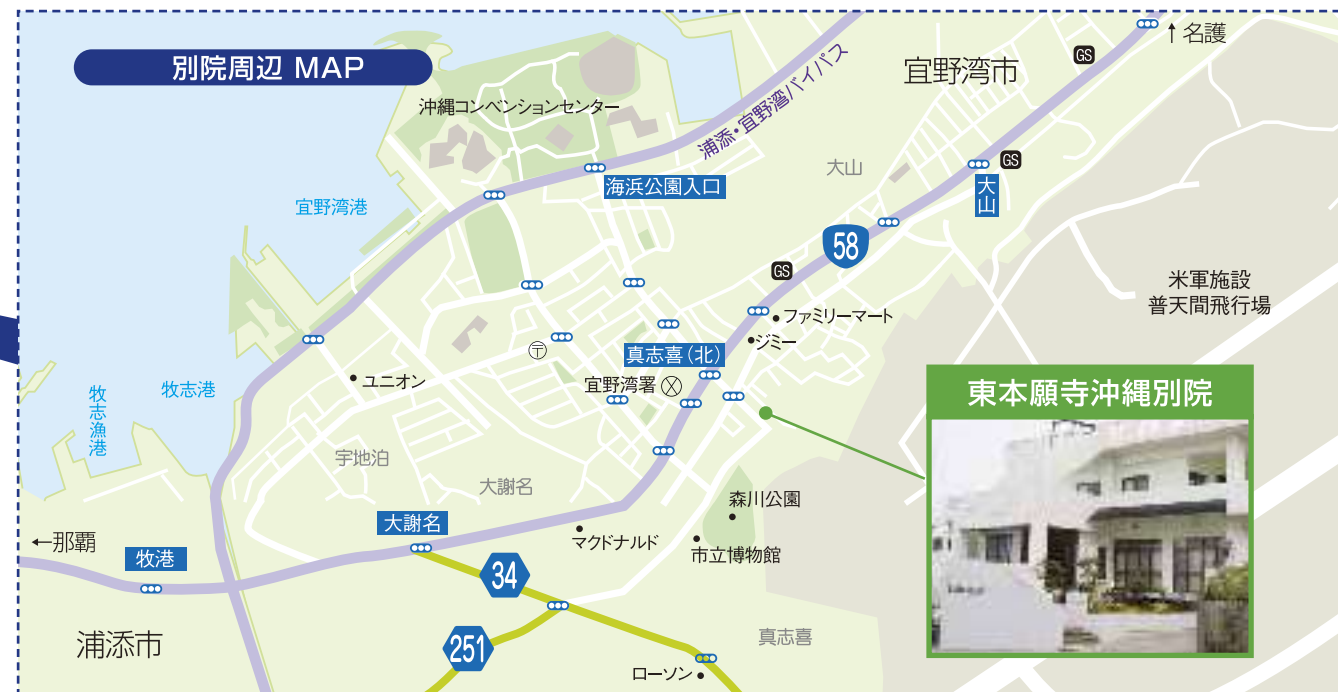 別院周辺 MAP
↑名護
GS
宜野湾市
沖縄コンベンションセンター
浦添・宜野湾バイパス
大山
GS
海浜公園入口
大山
宜野湾港
58
GS
米軍施設
普天間飛行場
ファミリーマート
ジミー
〒
真志喜(北)
宜野湾署
ユニオン
牧志港
牧志漁港
東本願寺沖縄別院
宇地泊
大謝名
森川公園
大謝名
マクドナルド
市立博物館
←那覇
牧港
34
浦添市
251
真志喜
ローソン